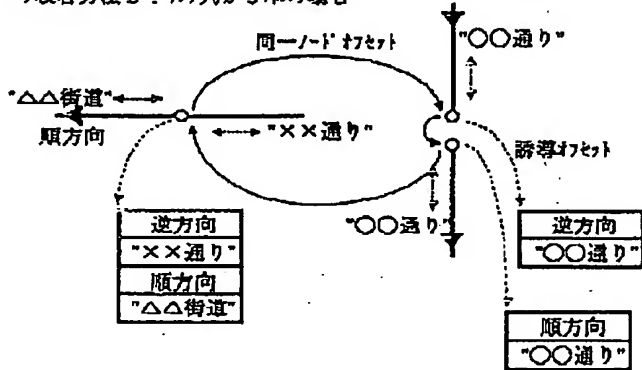 同一ノードオフセット
"○○通り"
"△△街道"
順方向
"××通り"
誘導オフセット
"○○通り"
逆方向
"××通り"
順方向
"△△街道"
逆方向
"○○通り"
順方向
"○○通り"